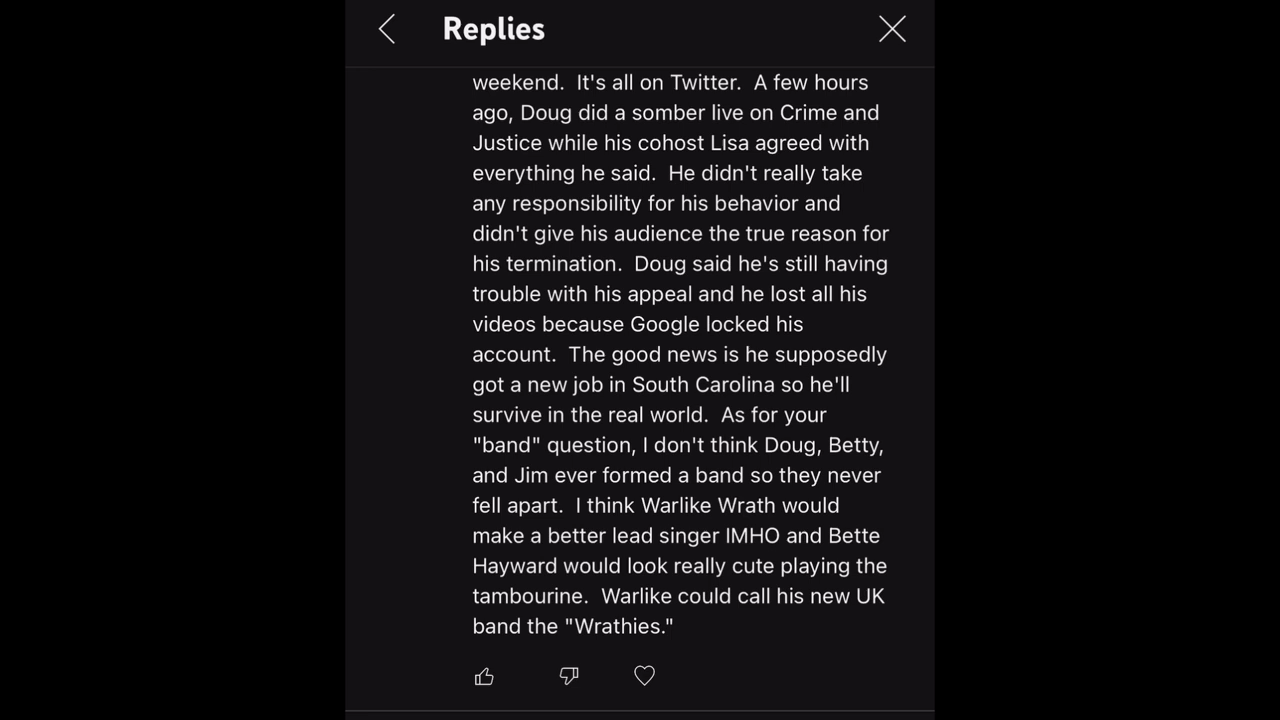 Replies
weekend.  It's all on Twitter.  A few hours
ago, Doug did a somber live on Crime and
Justice while his cohost Lisa agreed with
everything he said.  He didn't really take
any responsibility for his behavior and
didn't give his audience the true reason for
his termination.  Doug said he's still having
trouble with his appeal and he lost all his
videos because Google locked his
account.  The good news is he supposedly
got a new job in South Carolina so he'll
survive in the real world.  As for your
"band" question, I don't think Doug, Betty,
and Jim ever formed a band so they never
fell apart.  I think Warlike Wrath would
make a better lead singer IMHO and Bette
Hayward would look really cute playing the
tambourine.  Warlike could call his new UK
band the "Wrathies."